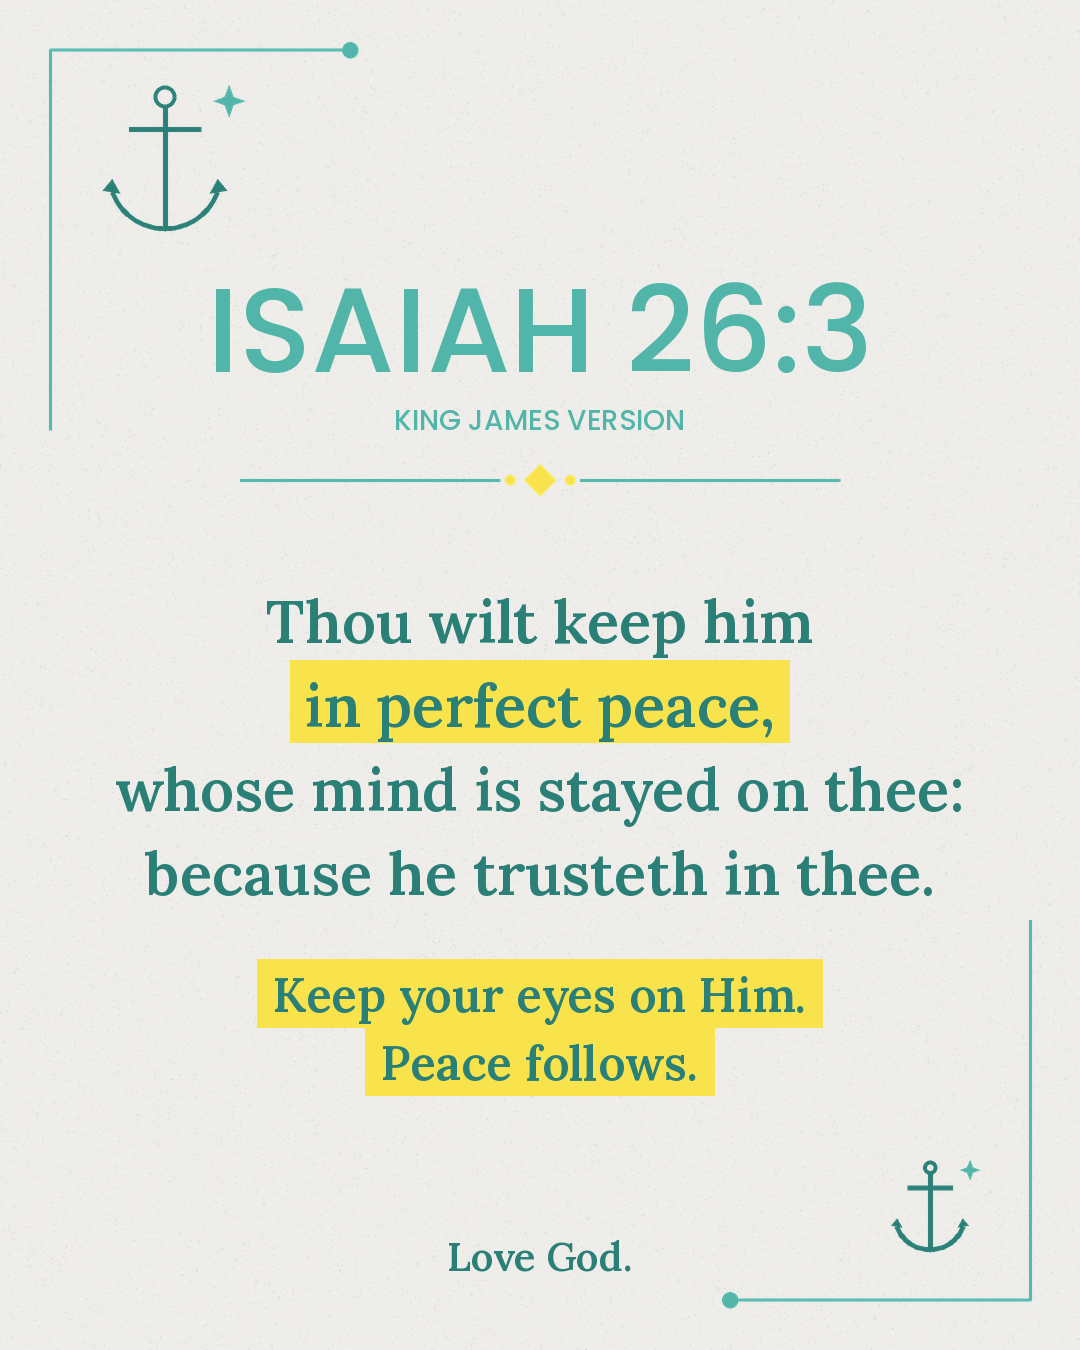 ISAIAH 26:3
KING JAMES VERSION
Thou wilt keep him
in perfect peace,
whose mind is stayed on thee:
because he trusteth in thee.
Keep your eyes on Him.
Peace follows.
Love God.